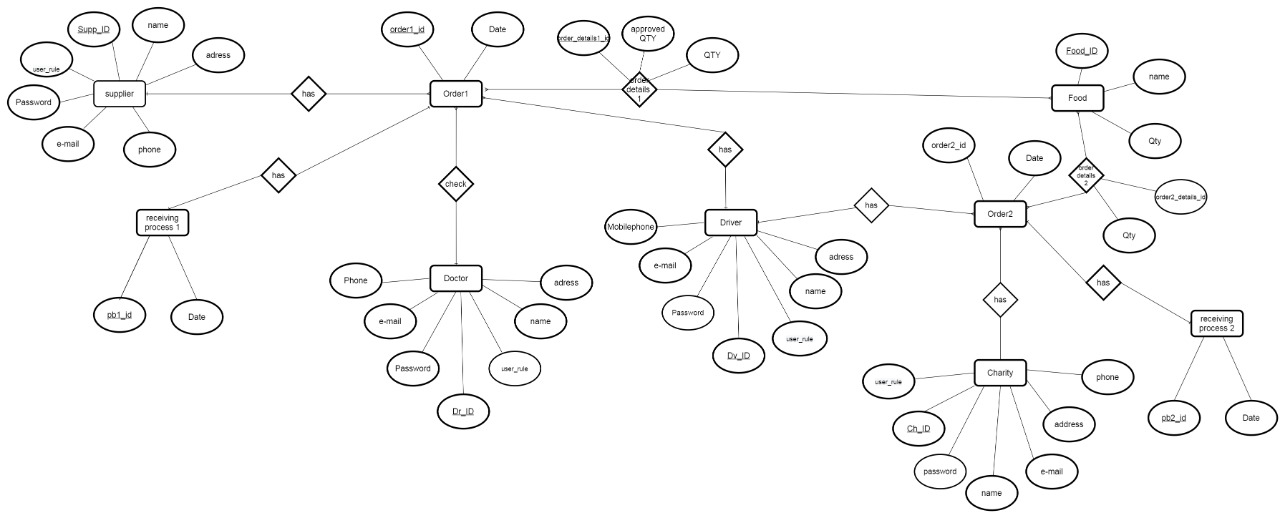 Supp_ID
name
user_rule
adress
supplier
Password
e-mail
phone
has
order1_id
Date
Order1
order_details1_id
approved
QTY
QTY
order
details
1
Food_ID
name
Food
Qty
has
receiving
process 1
pb1_id
Date
check
Doctor
Phone
adress
e-mail
name
Password
user_rule
Dr_ID
has
Driver
Mobilephone
adress
e-mail
name
Password
user_rule
Dv_ID
has
order2_id
Date
Order2
order
details
2
order2_details_id
Qty
has
has
receiving
process 2
pb2_id
Date
Charity
user_rule
phone
Ch_ID
address
password
e-mail
name